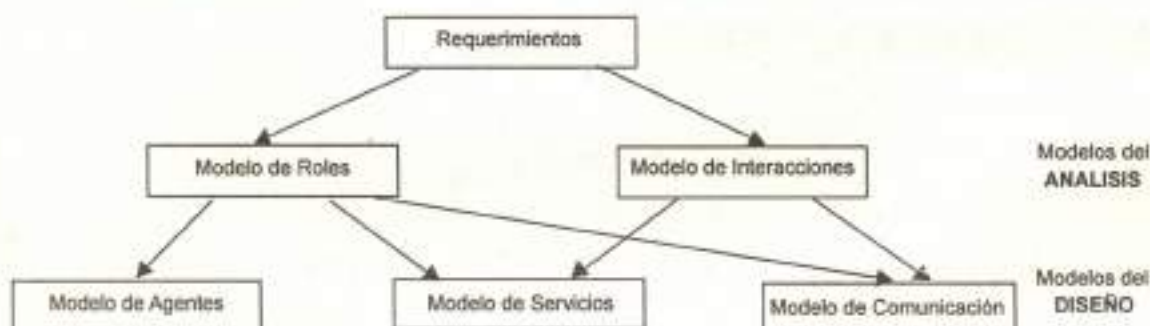 Requerimientos
Modelo de Roles
Modelo de Interacciones
Modelos del
ANALISIS
Modelo de Agentes
Modelo de Servicios
Modelo de Comunicación
Modelos del
DISEÑO